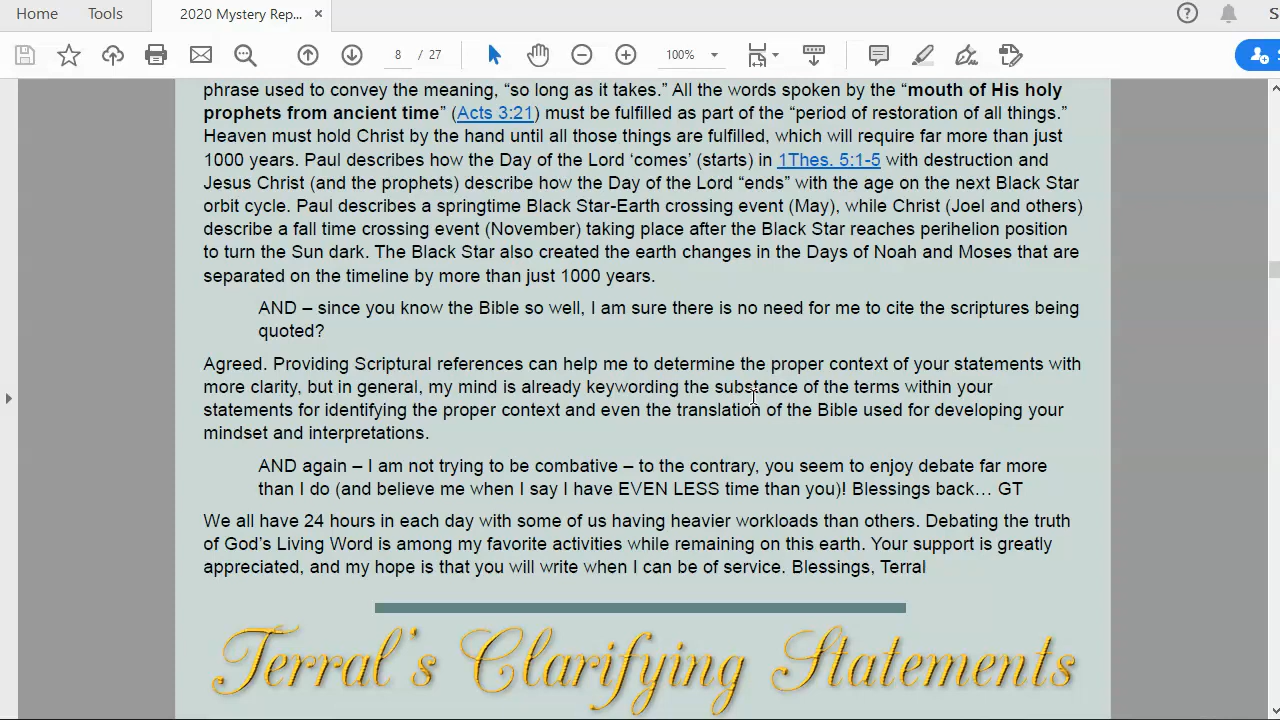 Home Tools 2020 Mystery Rep... × S
8 / 27 100%
phrase used to convey the meaning, “so long as it takes.” All the words spoken by the “mouth of His holy
prophets from ancient time” (Acts 3:21) must be fulfilled as part of the “period of restoration of all things.”
Heaven must hold Christ by the hand until all those things are fulfilled, which will require far more than just
1000 years. Paul describes how the Day of the Lord ‘comes’ (starts) in 1Thes. 5:1-5 with destruction and
Jesus Christ (and the prophets) describe how the Day of the Lord “ends” with the age on the next Black Star
orbit cycle. Paul describes a springtime Black Star-Earth crossing event (May), while Christ (Joel and others)
describe a fall time crossing event (November) taking place after the Black Star reaches perihelion position
to turn the Sun dark. The Black Star also created the earth changes in the Days of Noah and Moses that are
separated on the timeline by more than just 1000 years.
AND – since you know the Bible so well, I am sure there is no need for me to cite the scriptures being
quoted?
Agreed. Providing Scriptural references can help me to determine the proper context of your statements with
more clarity, but in general, my mind is already keywording the substance of the terms within your
statements for identifying the proper context and even the translation of the Bible used for developing your
mindset and interpretations.
AND again – I am not trying to be combative – to the contrary, you seem to enjoy debate far more
than I do (and believe me when I say I have EVEN LESS time than you)! Blessings back… GT
We all have 24 hours in each day with some of us having heavier workloads than others. Debating the truth
of God’s Living Word is among my favorite activities while remaining on this earth. Your support is greatly
appreciated, and my hope is that you will write when I can be of service. Blessings, Terral
Terral’s Clarifying Statements